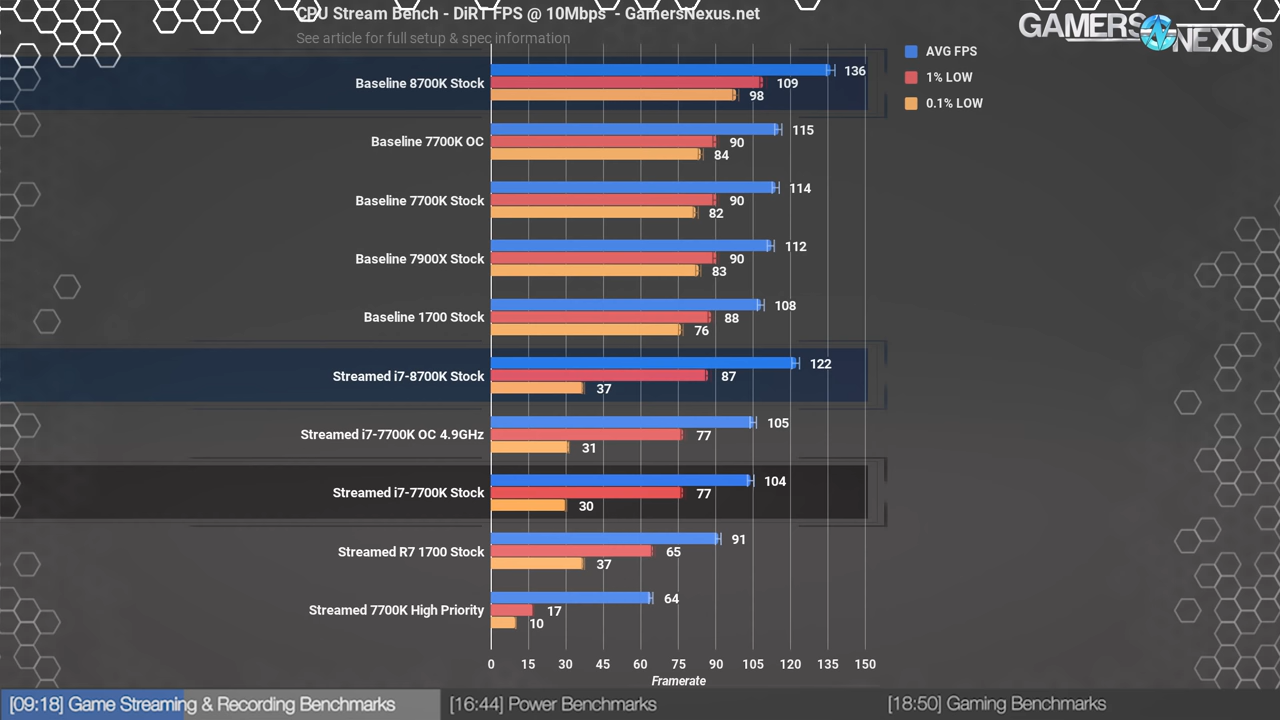 CPU Stream Bench - DiRT FPS @ 10Mbps - GamersNexus.net
See article for full setup & spec information
GAMERS NEXUS
AVG FPS
1% LOW
0.1% LOW
Baseline 8700K Stock 136 109 98
Baseline 7700K OC 115 90 84
Baseline 7700K Stock 114 90 82
Baseline 7900X Stock 112 90 83
Baseline 1700 Stock 108 88 76
Streamed i7-8700K Stock 122 87 37
Streamed i7-7700K OC 4.9GHz 105 77 31
Streamed i7-7700K Stock 104 77 30
Streamed R7 1700 Stock 91 65 37
Streamed 7700K High Priority 64 17 10
0 15 30 45 60 75 90 105 120 135 150
Framerate
[09:18] Game Streaming & Recording Benchmarks [16:44] Power Benchmarks [18:50] Gaming Benchmarks